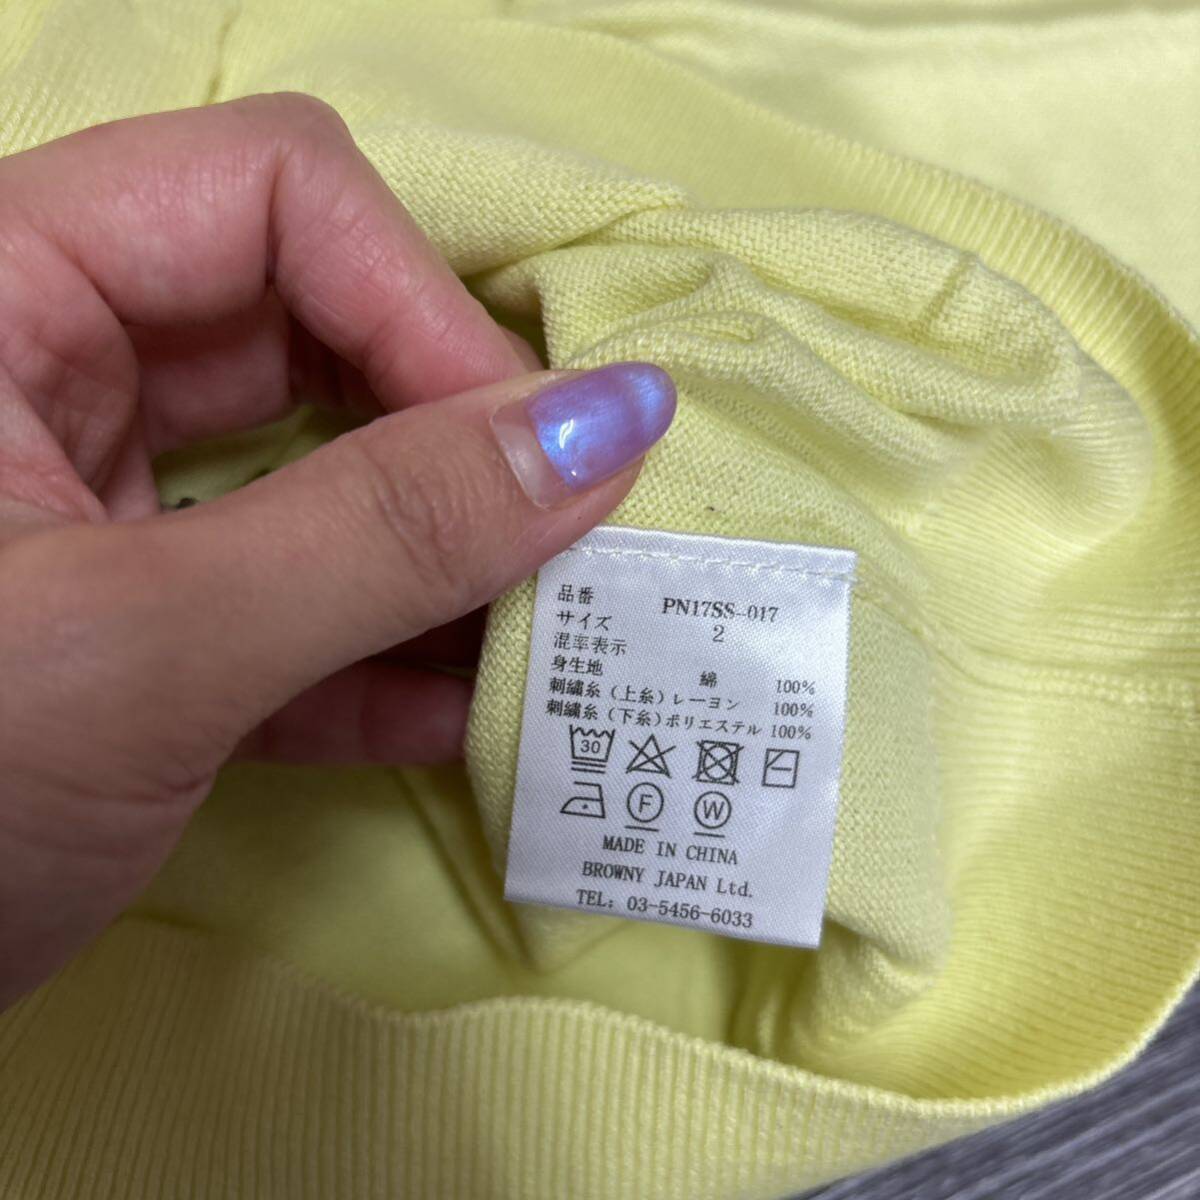 品番 PN17SS-017
サイズ 2
混率表示
身生地 綿 100%
刺繍糸(上糸)レーヨン 100%
刺繍糸(下糸)ポリエステル 100%
30
F W
MADE IN CHINA
BROWNY JAPAN Ltd.
TEL: 03-5456-6033